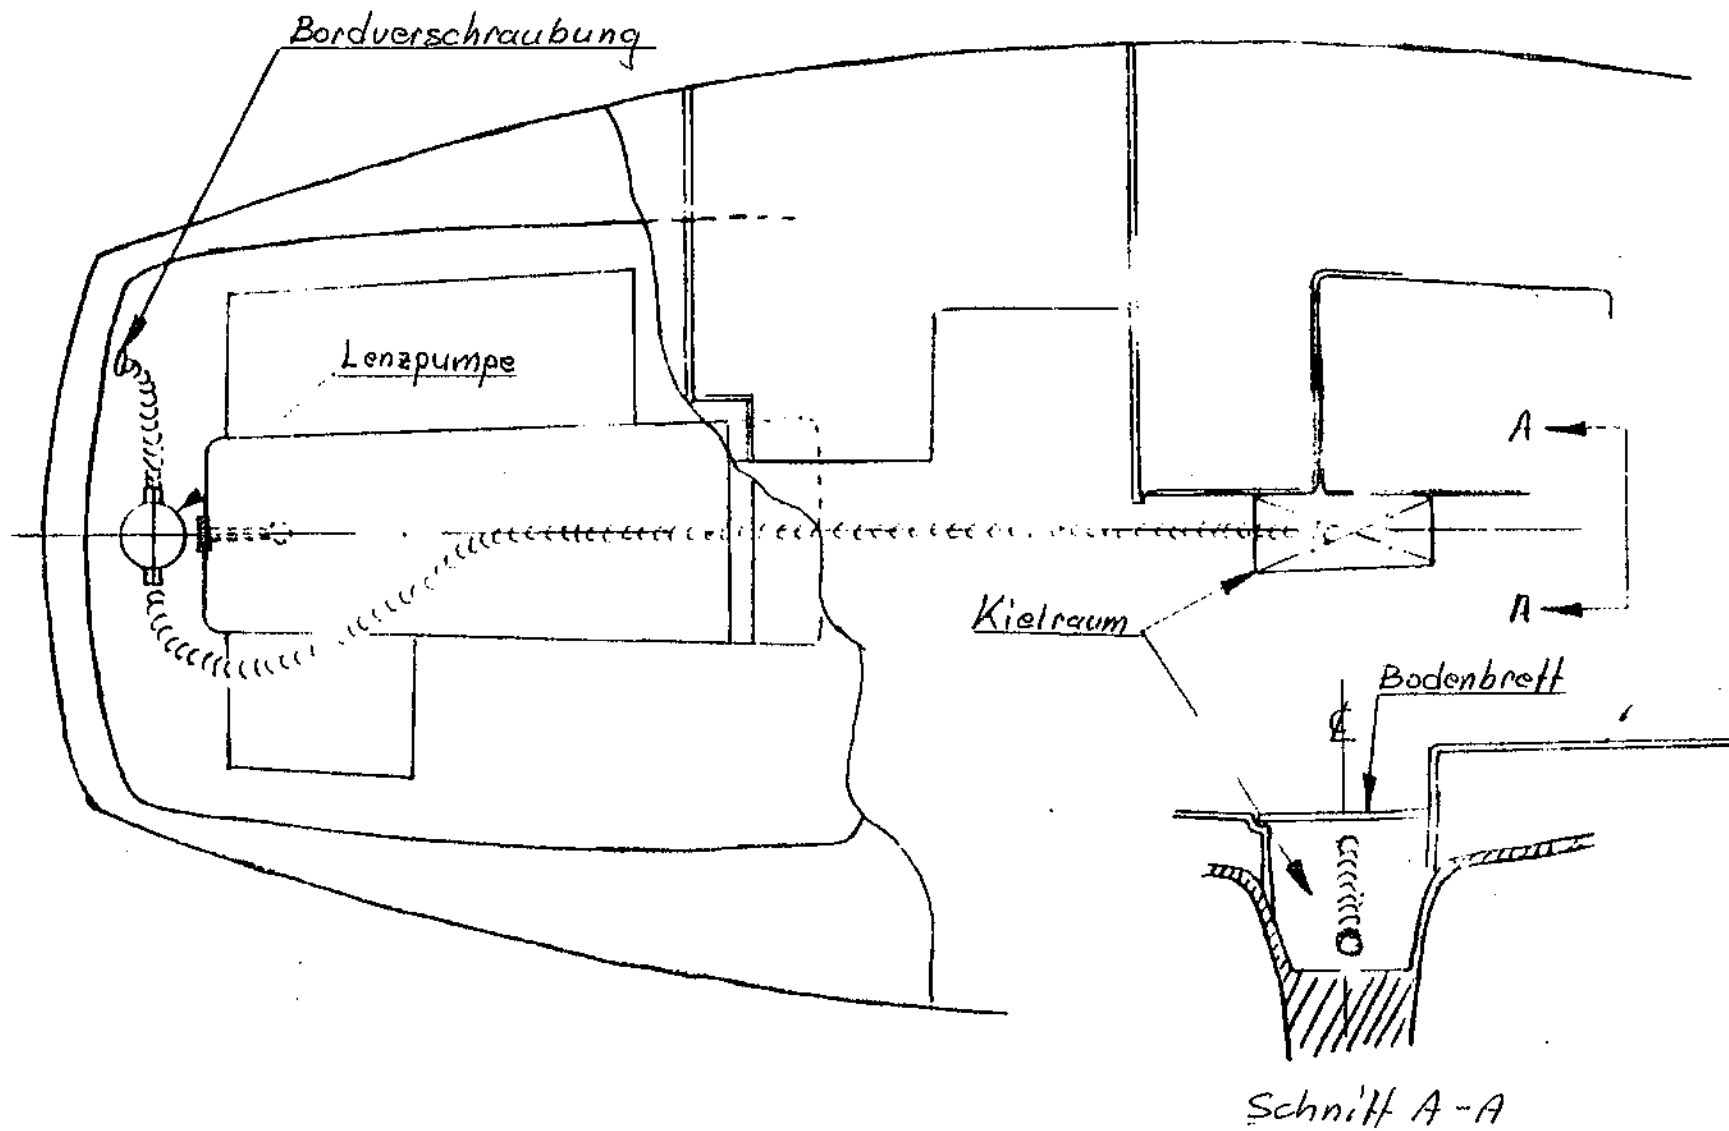 Bordverschraubung
Lenzpumpe
A
A
Kielraum
Bodenbrett
℄
Schnitt A-A